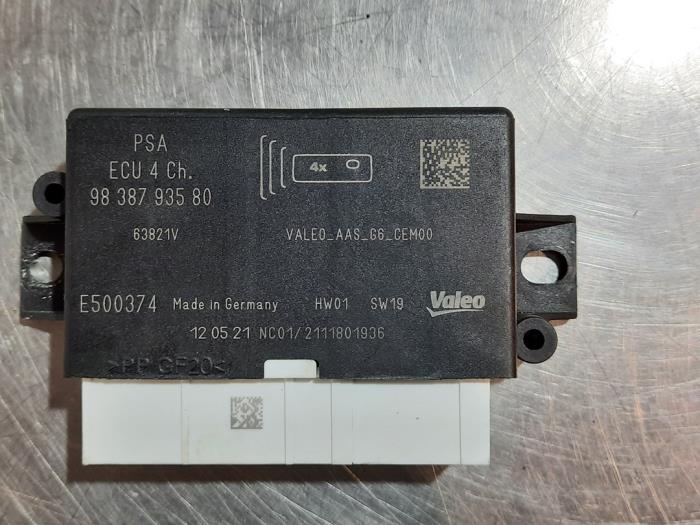 PSA
ECU 4 Ch.
98 387 935 80
4x
63821V
VALEO_AAS_G6_CEM00
E500374 Made in Germany HW01 SW19 Valeo
12 05 21 NC01/2111801936
>PP GF20<